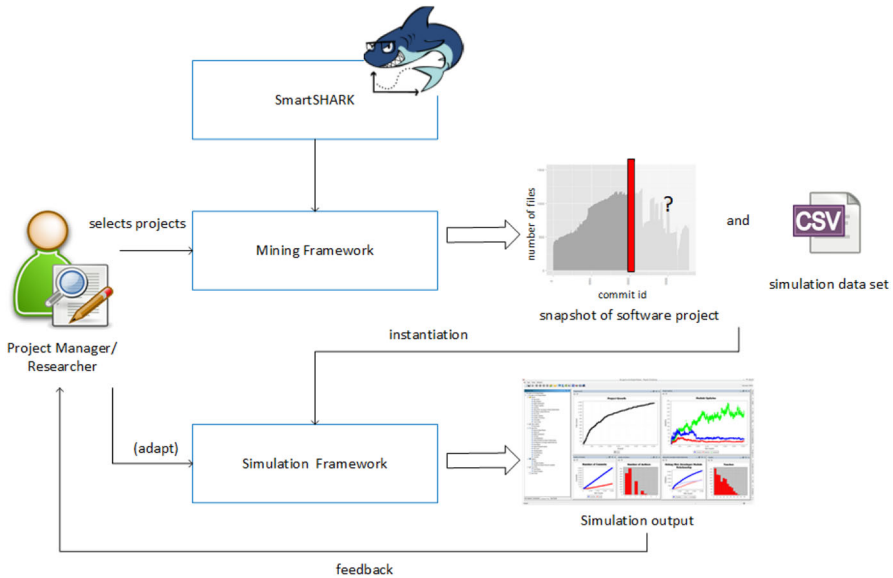 SmartSHARK
selects projects
Mining Framework
number of files
?
commit id
snapshot of software project
and
CSV
simulation data set
Project Manager/
Researcher
instantiation
(adapt)
Simulation Framework
Simulation output
feedback